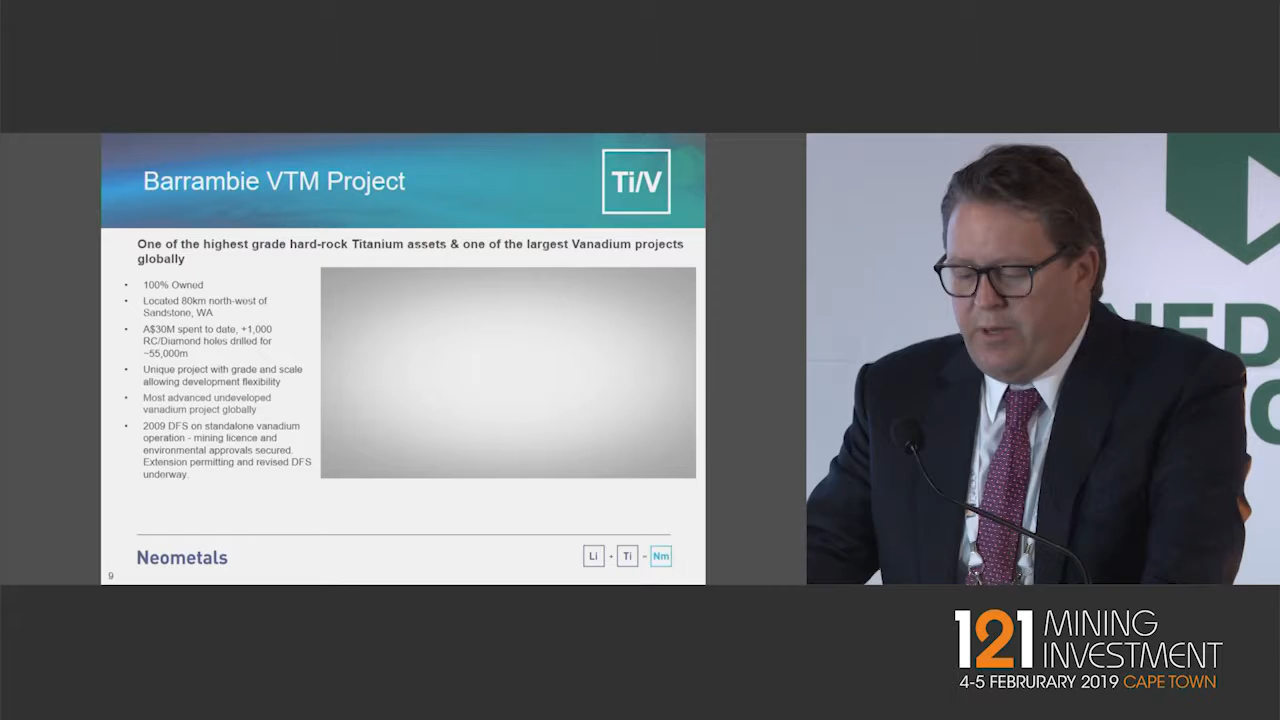 Barrambie VTM Project
Ti/V
One of the highest grade hard-rock Titanium assets & one of the largest Vanadium projects
globally
• 100% Owned
• Located 80km north-west of
Sandstone, WA
• A$30M spent to date, +1,000
RC/Diamond holes drilled for
~55,000m
• Unique project with grade and scale
allowing development flexibility
• Most advanced undeveloped
vanadium project globally
• 2009 DFS on standalone vanadium
operation - mining licence and
environmental approvals secured.
Extension permitting and revised DFS
underway.
Neometals
Li + Ti = Nm
9
121 MINING
INVESTMENT
4-5 FEBRURARY 2019 CAPE TOWN